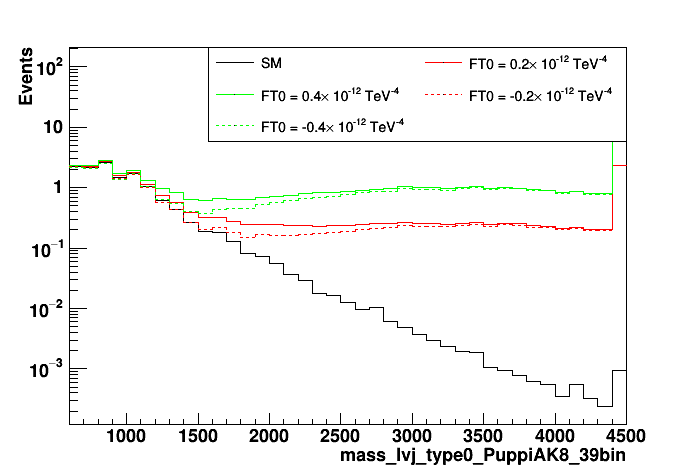 Events
10²
10
1
10⁻¹
10⁻²
10⁻³
SM
FT0 = 0.2× 10⁻¹² TeV⁻⁴
FT0 = 0.4× 10⁻¹² TeV⁻⁴
FT0 = -0.2× 10⁻¹² TeV⁻⁴
FT0 = -0.4× 10⁻¹² TeV⁻⁴
1000 1500 2000 2500 3000 3500 4000 4500
mass_lvj_type0_PuppiAK8_39bin